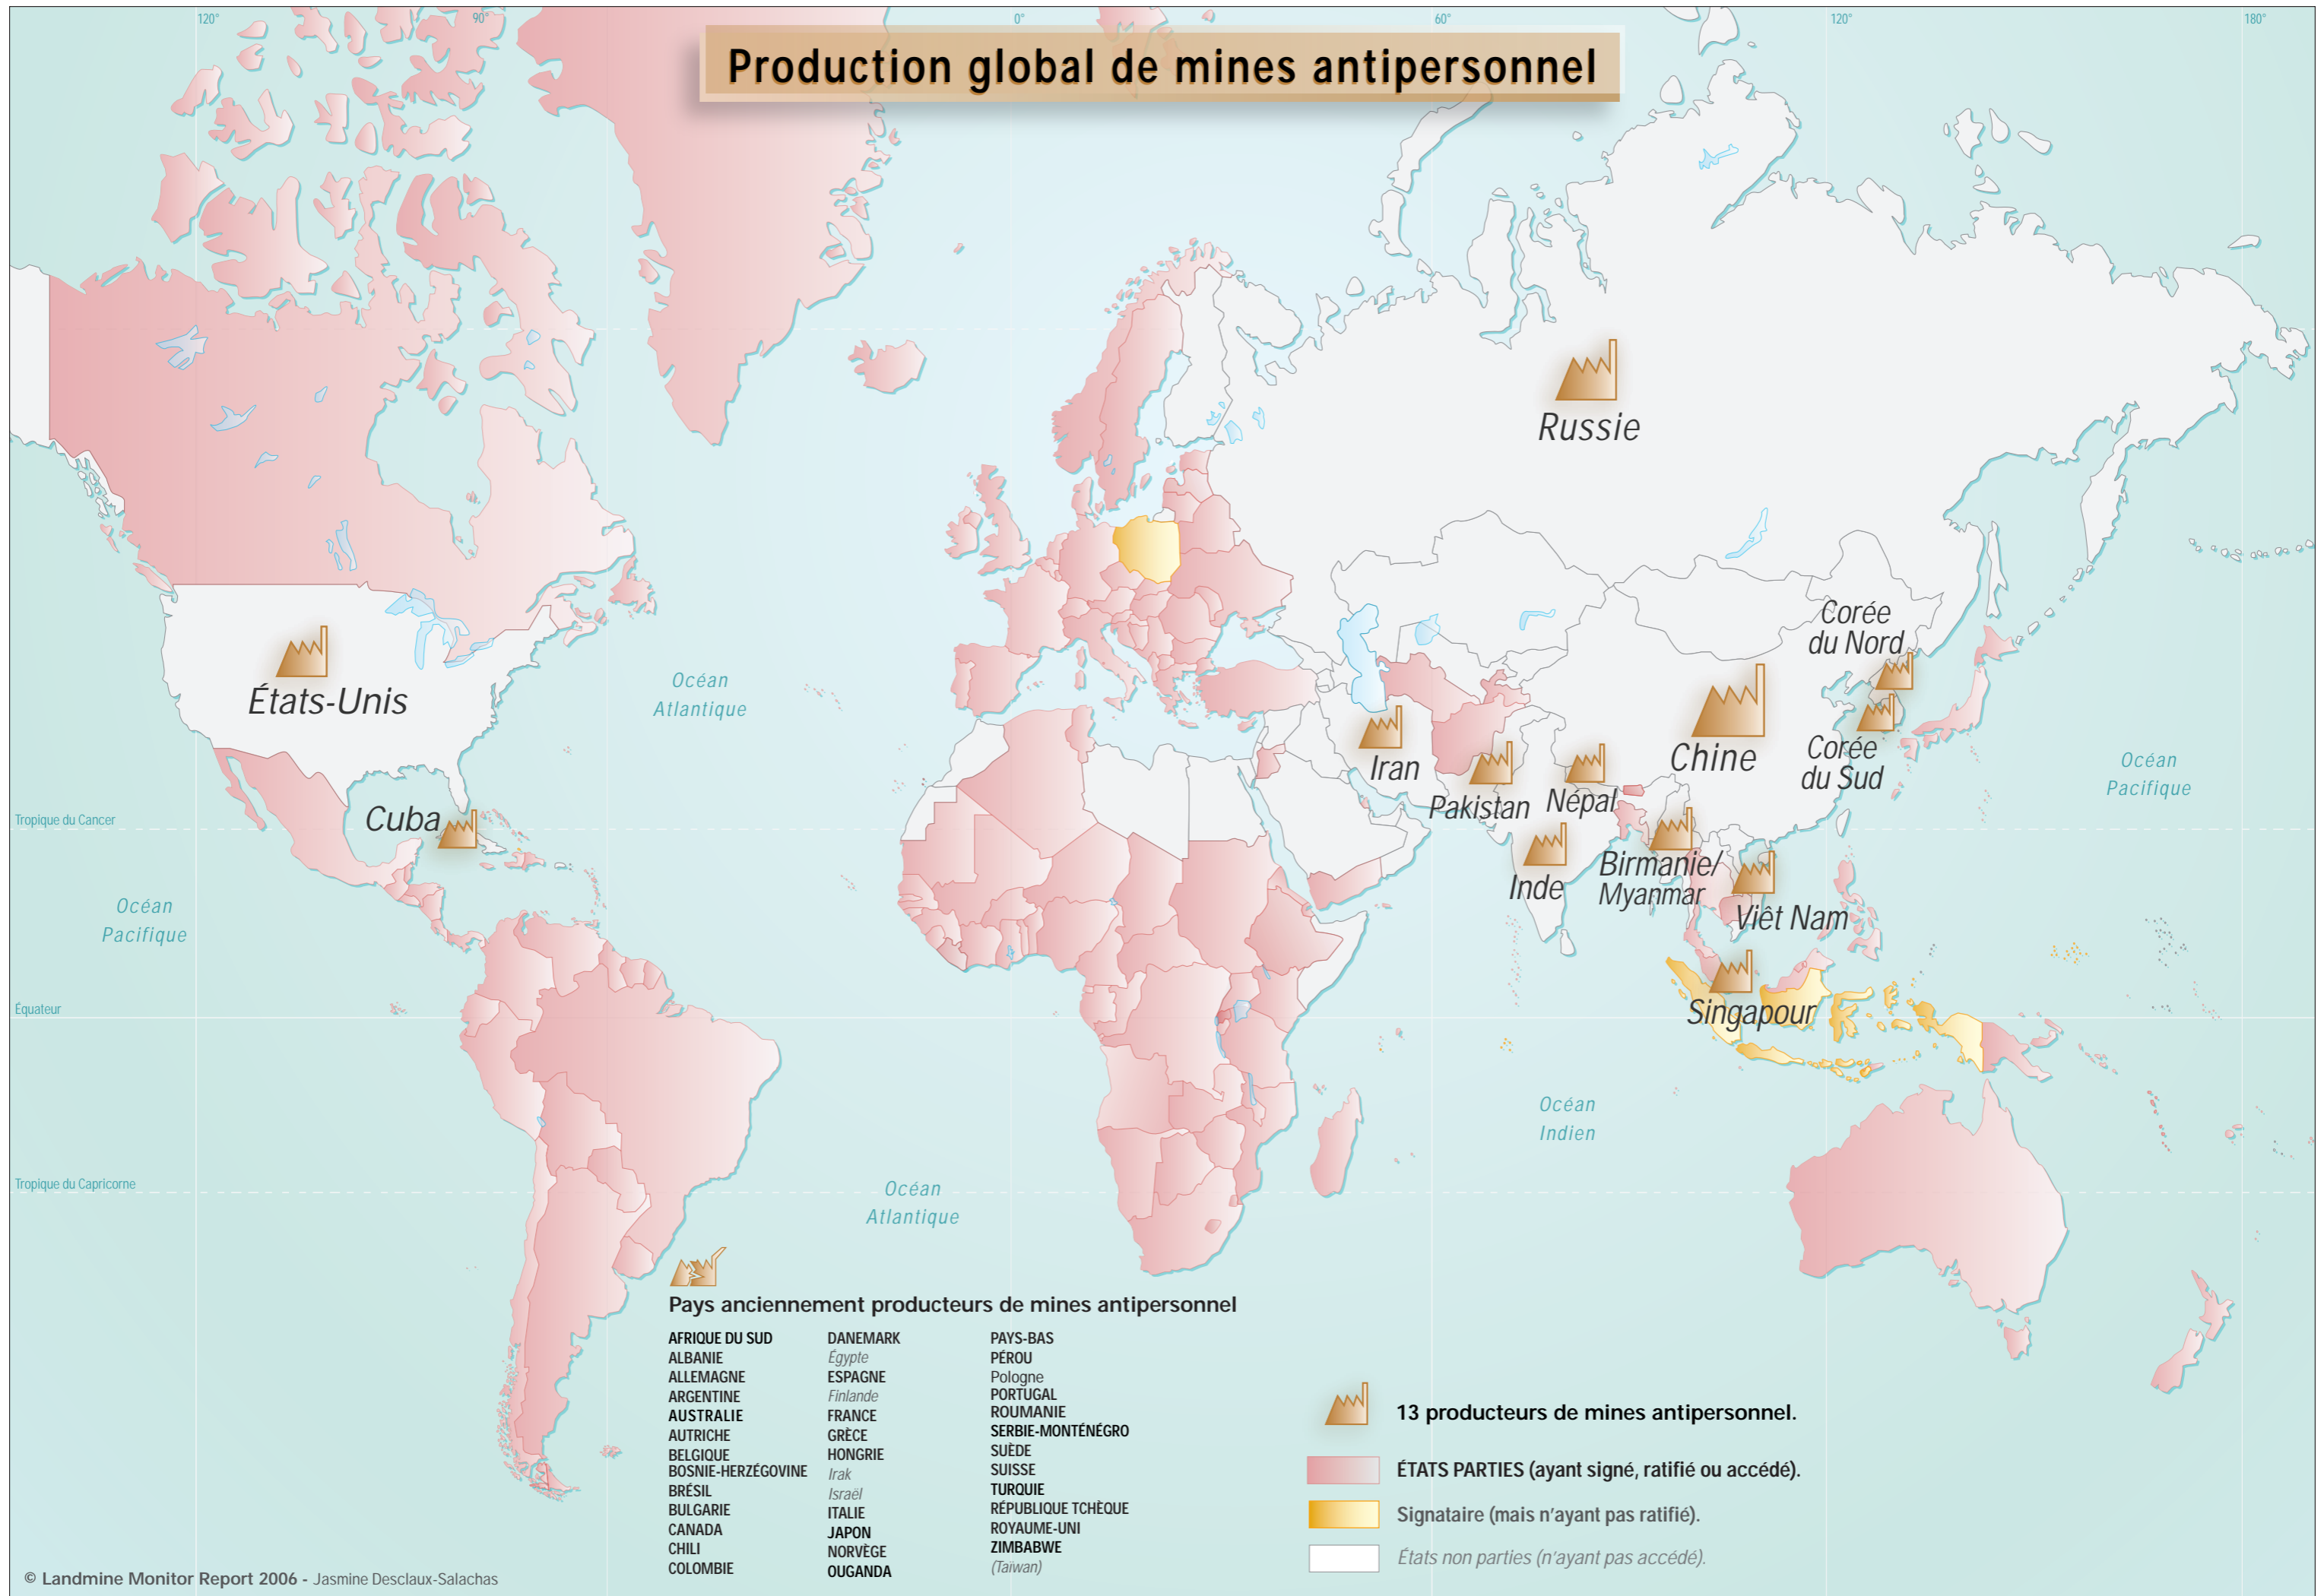 120°
90°
0°
60°
120°
180°
Production global de mines antipersonnel
Russie
États-Unis
Cuba
Corée
du Nord
Corée
du Sud
Chine
Iran
Pakistan
Népal
Inde
Birmanie/
Myanmar
Viêt Nam
Singapour
Océan
Atlantique
Océan
Pacifique
Tropique du Cancer
Océan
Pacifique
Équateur
Océan
Indien
Tropique du Capricorne
Océan
Atlantique
Pays anciennement producteurs de mines antipersonnel
AFRIQUE DU SUD
ALBANIE
ALLEMAGNE
ARGENTINE
AUSTRALIE
AUTRICHE
BELGIQUE
BOSNIE-HERZÉGOVINE
BRÉSIL
BULGARIE
CANADA
CHILI
COLOMBIE
DANEMARK
Égypte
ESPAGNE
Finlande
FRANCE
GRÈCE
HONGRIE
Irak
Israël
ITALIE
JAPON
NORVÈGE
OUGANDA
PAYS-BAS
PÉROU
Pologne
PORTUGAL
ROUMANIE
SERBIE-MONTÉNÉGRO
SUÈDE
SUISSE
TURQUIE
RÉPUBLIQUE TCHÈQUE
ROYAUME-UNI
ZIMBABWE
(Taïwan)
13 producteurs de mines antipersonnel.
ÉTATS PARTIES (ayant signé, ratifié ou accédé).
Signataire (mais n'ayant pas ratifié).
États non parties (n'ayant pas accédé).
© Landmine Monitor Report 2006 - Jasmine Desclaux-Salachas